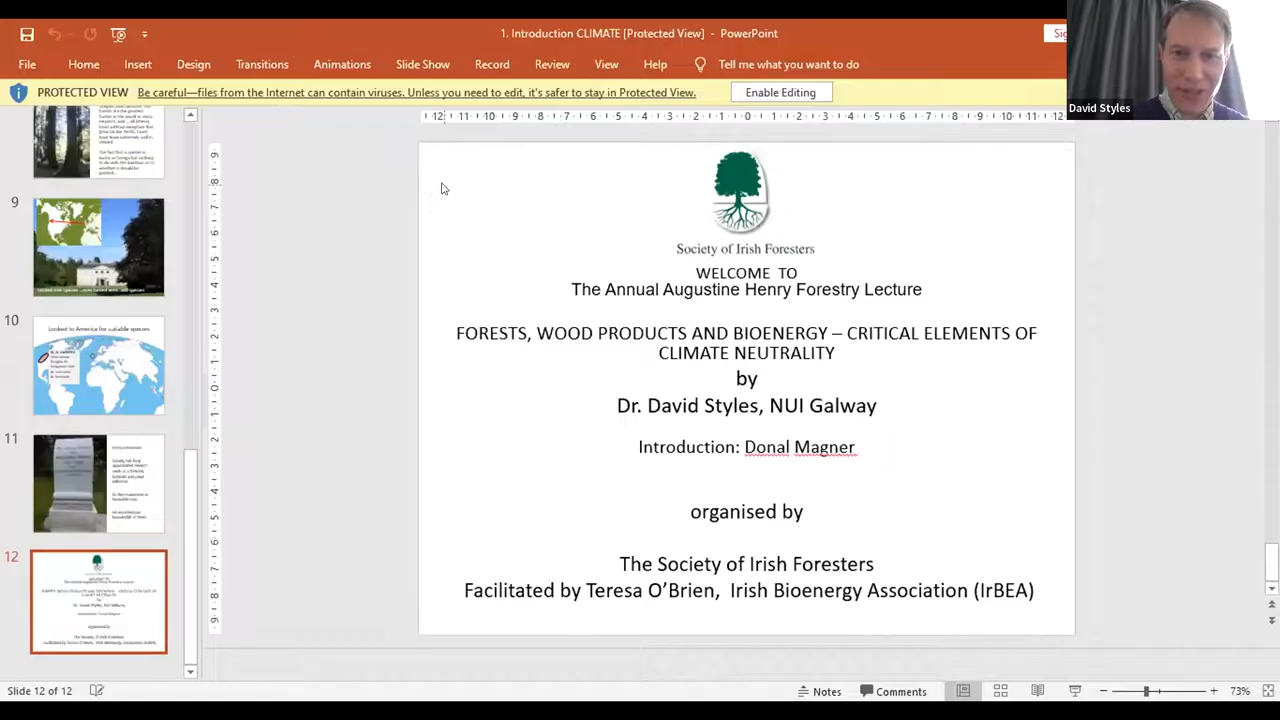 1. Introduction CLIMATE [Protected View] - PowerPoint
File Home Insert Design Transitions Animations Slide Show Record Review View Help Tell me what you want to do
PROTECTED VIEW Be careful—files from the Internet can contain viruses. Unless you need to edit, it's safer to stay in Protected View. Enable Editing
David Styles
9
10
Looked to America for suitable species
11
12
Society of Irish Foresters
WELCOME TO
The Annual Augustine Henry Forestry Lecture
FORESTS, WOOD PRODUCTS AND BIOENERGY – CRITICAL ELEMENTS OF
CLIMATE NEUTRALITY
by
Dr. David Styles, NUI Galway
Introduction: Donal Magner
organised by
The Society of Irish Foresters
Facilitated by Teresa O'Brien, Irish Bioenergy Association (IrBEA)
Slide 12 of 12 Notes Comments 73%